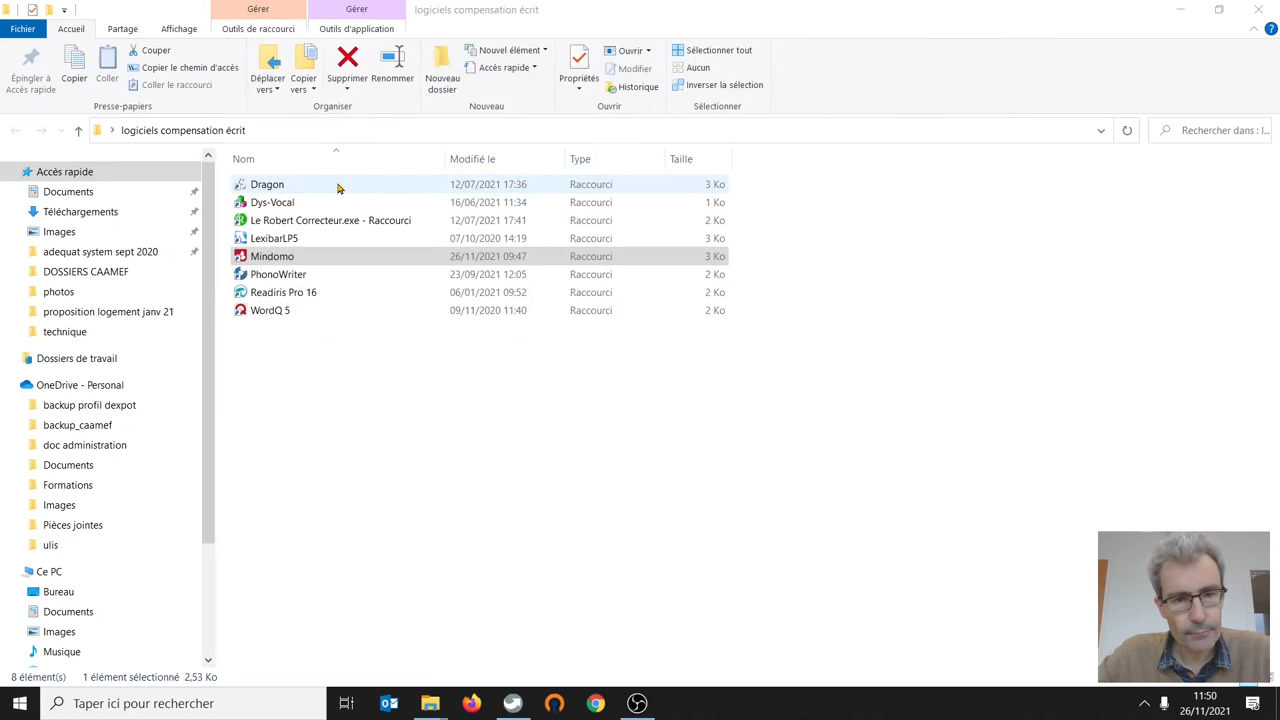 Gérer
Gérer
logiciels compensation écrit
Fichier
Accueil
Partage
Affichage
Outils de raccourci
Outils d'application
Épingler à Accès rapide
Copier
Coller
Couper
Copier le chemin d'accès
Coller le raccourci
Presse-papiers
Déplacer vers
Copier vers
Supprimer
Renommer
Organiser
Nouveau dossier
Nouvel élément
Accès rapide
Nouveau
Propriétés
Ouvrir
Modifier
Historique
Ouvrir
Sélectionner tout
Aucun
Inverser la sélection
Sélectionner
logiciels compensation écrit
Rechercher dans : l...
Nom Modifié le Type Taille
Dragon 12/07/2021 17:36 Raccourci 3 Ko
Dys-Vocal 16/06/2021 11:34 Raccourci 1 Ko
Le Robert Correcteur.exe - Raccourci 12/07/2021 17:41 Raccourci 2 Ko
LexibarLP5 07/10/2020 14:19 Raccourci 3 Ko
Mindomo 26/11/2021 09:47 Raccourci 3 Ko
PhonoWriter 23/09/2021 12:05 Raccourci 2 Ko
Readiris Pro 16 06/01/2021 09:52 Raccourci 2 Ko
WordQ 5 09/11/2020 11:40 Raccourci 2 Ko
Accès rapide
Documents
Téléchargements
Images
adequat system sept 2020
DOSSIERS CAAMEF
photos
proposition logement janv 21
technique
Dossiers de travail
OneDrive - Personal
backup profil dexpot
backup_caamef
doc administration
Documents
Formations
Images
Pièces jointes
ulis
Ce PC
Bureau
Documents
Images
Musique
8 élément(s) 1 élément sélectionné 2,53 Ko
Taper ici pour rechercher
11:50
26/11/2021